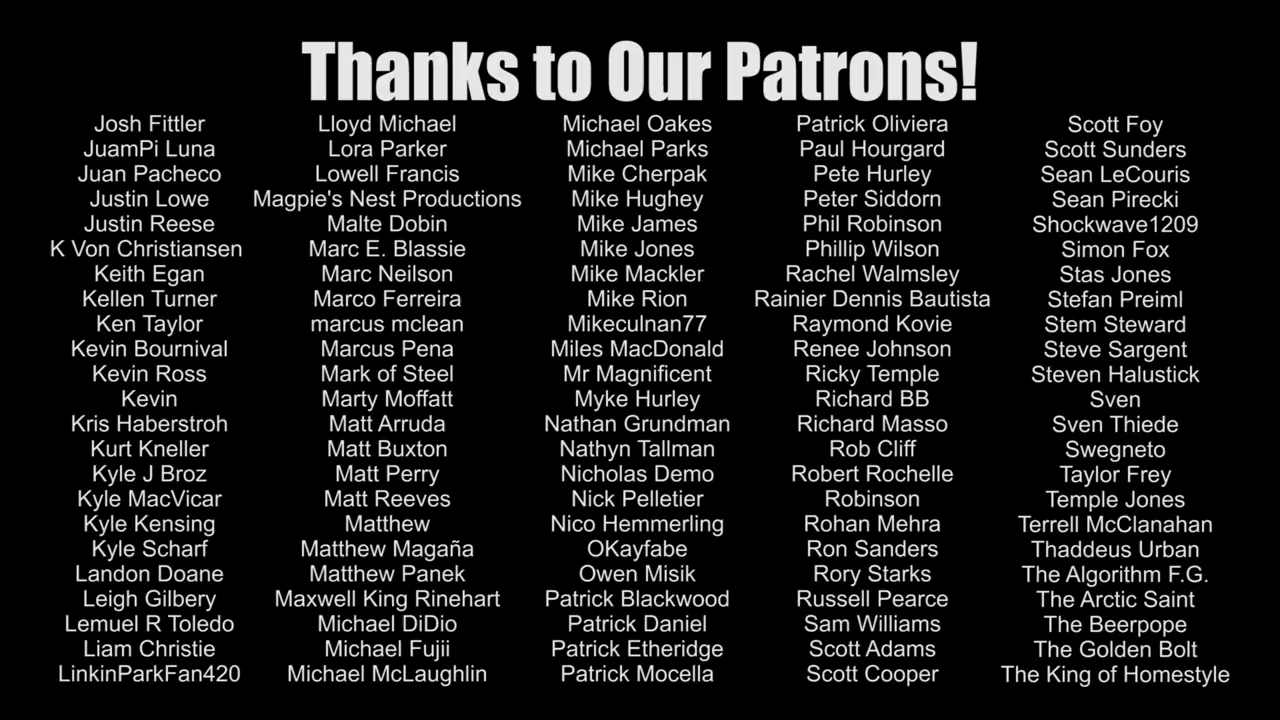 Thanks to Our Patrons!
Josh Fittler
JuamPi Luna
Juan Pacheco
Justin Lowe
Justin Reese
K Von Christiansen
Keith Egan
Kellen Turner
Ken Taylor
Kevin Bournival
Kevin Ross
Kevin
Kris Haberstroh
Kurt Kneller
Kyle J Broz
Kyle MacVicar
Kyle Kensing
Kyle Scharf
Landon Doane
Leigh Gilbery
Lemuel R Toledo
Liam Christie
LinkinParkFan420
Lloyd Michael
Lora Parker
Lowell Francis
Magpie's Nest Productions
Malte Dobin
Marc E. Blassie
Marc Neilson
Marco Ferreira
marcus mclean
Marcus Pena
Mark of Steel
Marty Moffatt
Matt Arruda
Matt Buxton
Matt Perry
Matt Reeves
Matthew
Matthew Magaña
Matthew Panek
Maxwell King Rinehart
Michael DiDio
Michael Fujii
Michael McLaughlin
Michael Oakes
Michael Parks
Mike Cherpak
Mike Hughey
Mike James
Mike Jones
Mike Mackler
Mike Rion
Mikeculnan77
Miles MacDonald
Mr Magnificent
Myke Hurley
Nathan Grundman
Nathyn Tallman
Nicholas Demo
Nick Pelletier
Nico Hemmerling
OKayfabe
Owen Misik
Patrick Blackwood
Patrick Daniel
Patrick Etheridge
Patrick Mocella
Patrick Oliviera
Paul Hourgard
Pete Hurley
Peter Siddorn
Phil Robinson
Phillip Wilson
Rachel Walmsley
Rainier Dennis Bautista
Raymond Kovie
Renee Johnson
Ricky Temple
Richard BB
Richard Masso
Rob Cliff
Robert Rochelle
Robinson
Rohan Mehra
Ron Sanders
Rory Starks
Russell Pearce
Sam Williams
Scott Adams
Scott Cooper
Scott Foy
Scott Sunders
Sean LeCouris
Sean Pirecki
Shockwave1209
Simon Fox
Stas Jones
Stefan Preiml
Stem Steward
Steve Sargent
Steven Halustick
Sven
Sven Thiede
Swegneto
Taylor Frey
Temple Jones
Terrell McClanahan
Thaddeus Urban
The Algorithm F.G.
The Arctic Saint
The Beerpope
The Golden Bolt
The King of Homestyle